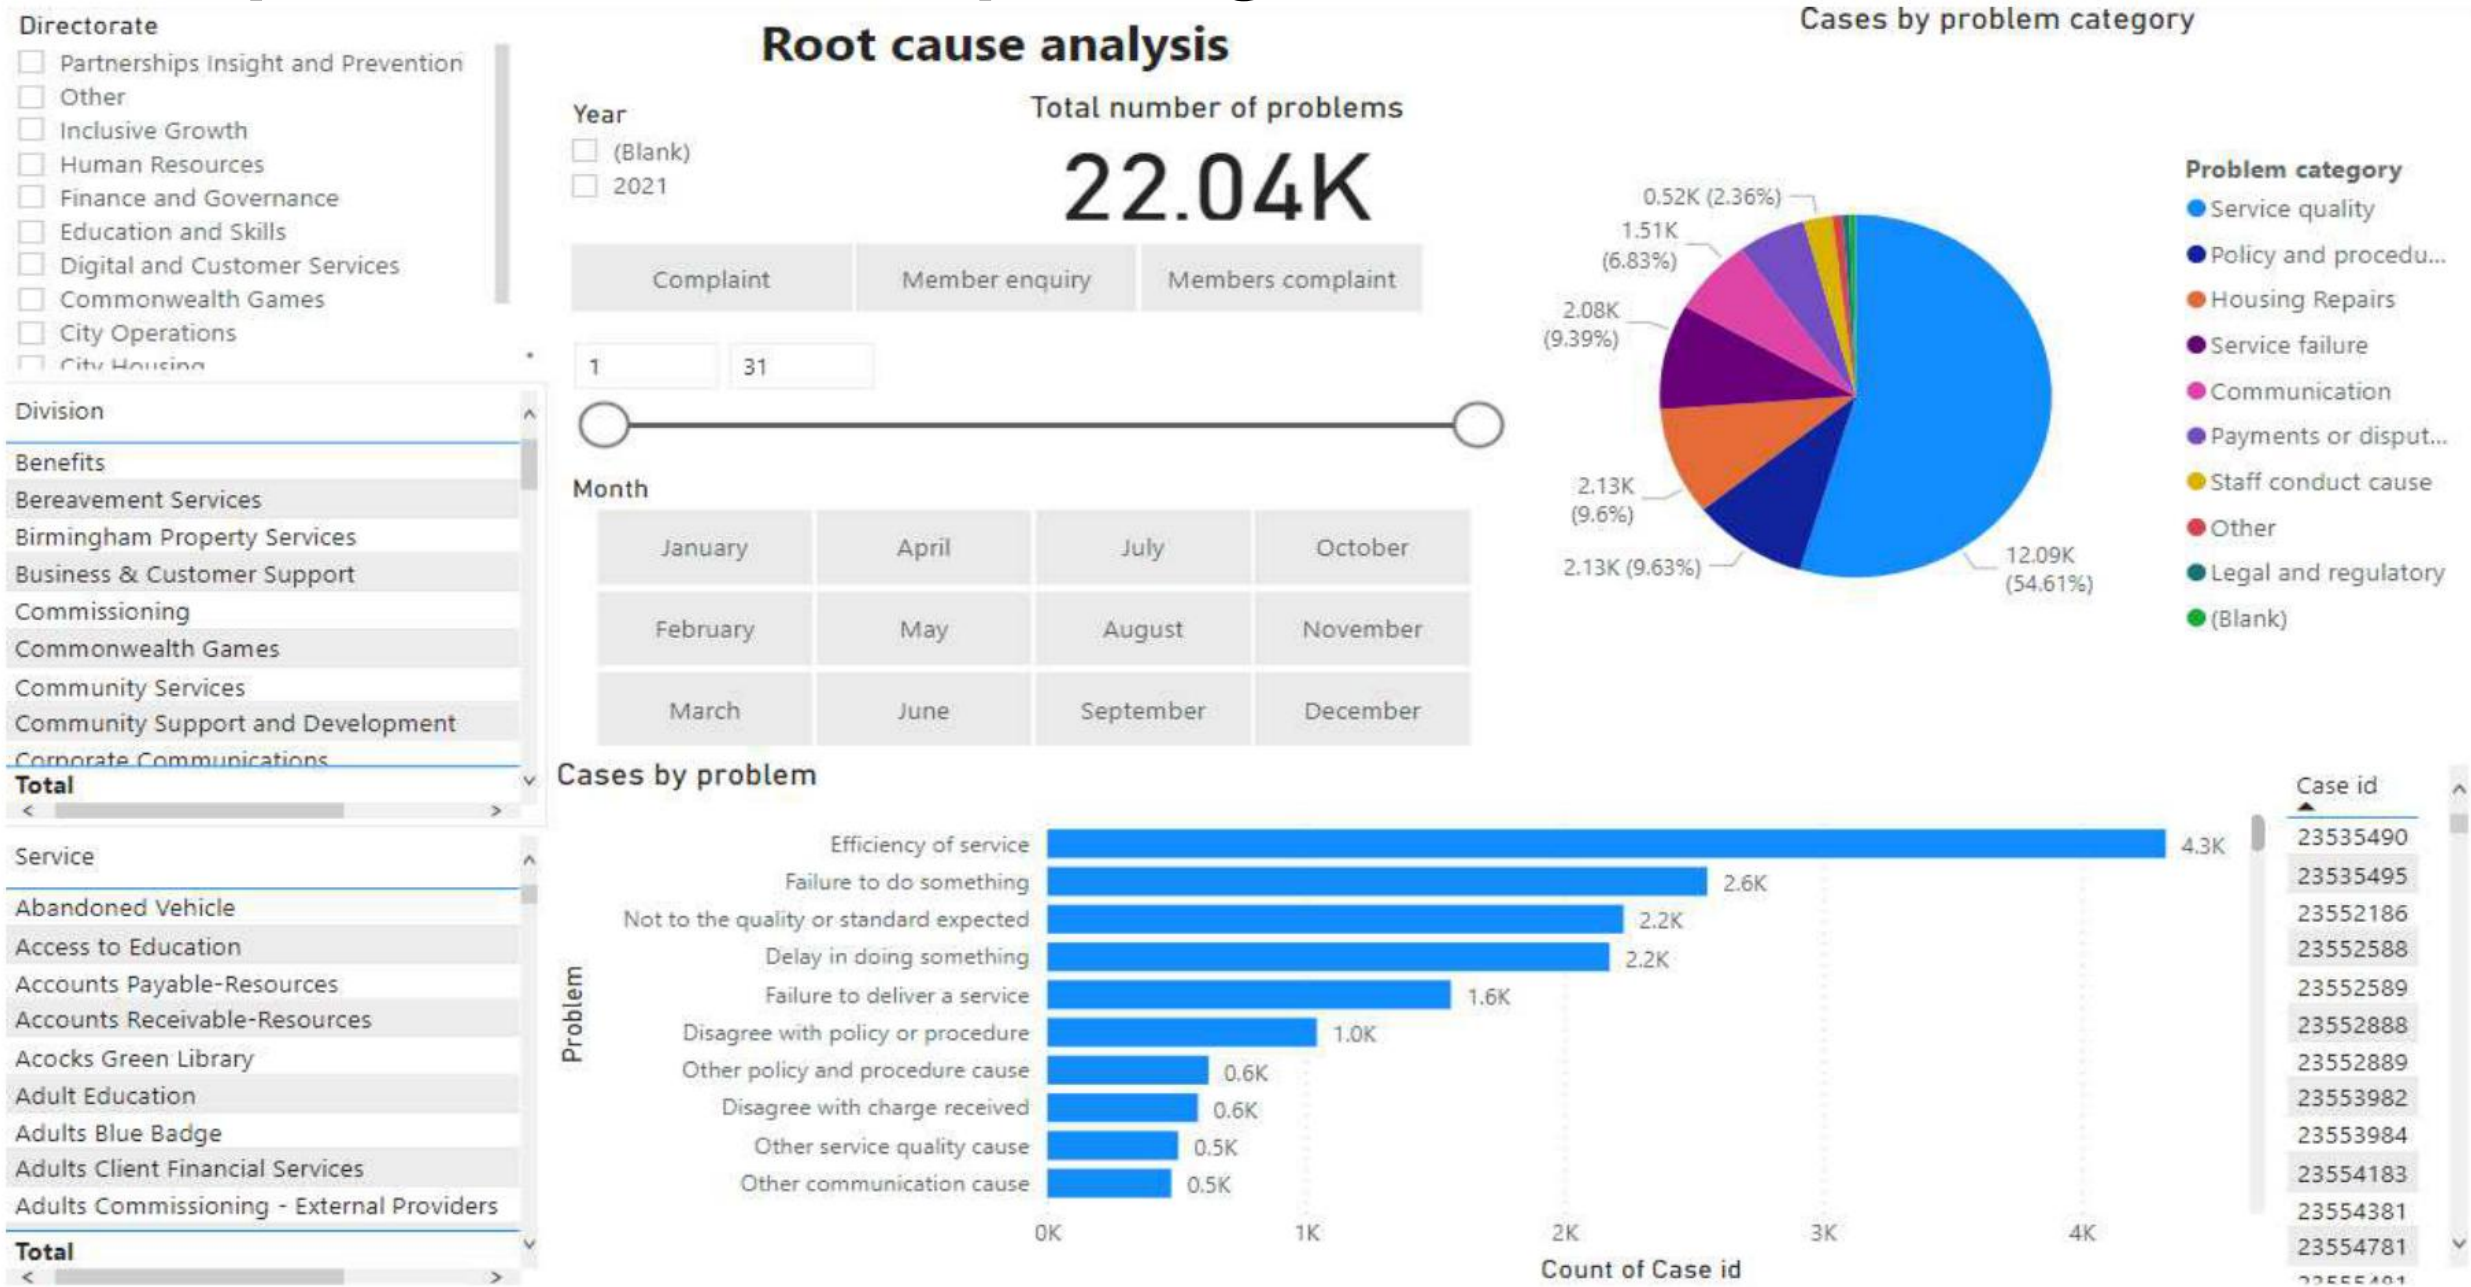 Directorate
Partnerships Insight and Prevention
Other
Inclusive Growth
Human Resources
Finance and Governance
Education and Skills
Digital and Customer Services
Commonwealth Games
City Operations
City Housing
Division
Benefits
Bereavement Services
Birmingham Property Services
Business & Customer Support
Commissioning
Commonwealth Games
Community Services
Community Support and Development
Corporate Communications
Total
Service
Abandoned Vehicle
Access to Education
Accounts Payable-Resources
Accounts Receivable-Resources
Acocks Green Library
Adult Education
Adults Blue Badge
Adults Client Financial Services
Adults Commissioning - External Providers
Total
Root cause analysis
Year
(Blank)
2021
Total number of problems
22.04K
Complaint Member enquiry Members complaint
1 31
Month
January April July October
February May August November
March June September December
Cases by problem category
0.52K (2.36%)
1.51K
(6.83%)
2.08K
(9.39%)
2.13K
(9.6%)
2.13K (9.63%)
12.09K
(54.61%)
Problem category
Service quality
Policy and procedu...
Housing Repairs
Service failure
Communication
Payments or disput...
Staff conduct cause
Other
Legal and regulatory
(Blank)
Cases by problem
Problem
Efficiency of service 4.3K
Failure to do something 2.6K
Not to the quality or standard expected 2.2K
Delay in doing something 2.2K
Failure to deliver a service 1.6K
Disagree with policy or procedure 1.0K
Other policy and procedure cause 0.6K
Disagree with charge received 0.6K
Other service quality cause 0.5K
Other communication cause 0.5K
0K 1K 2K 3K 4K
Count of Case id
Case id
23535490
23535495
23552186
23552588
23552589
23552888
23552889
23553982
23553984
23554183
23554381
23554781